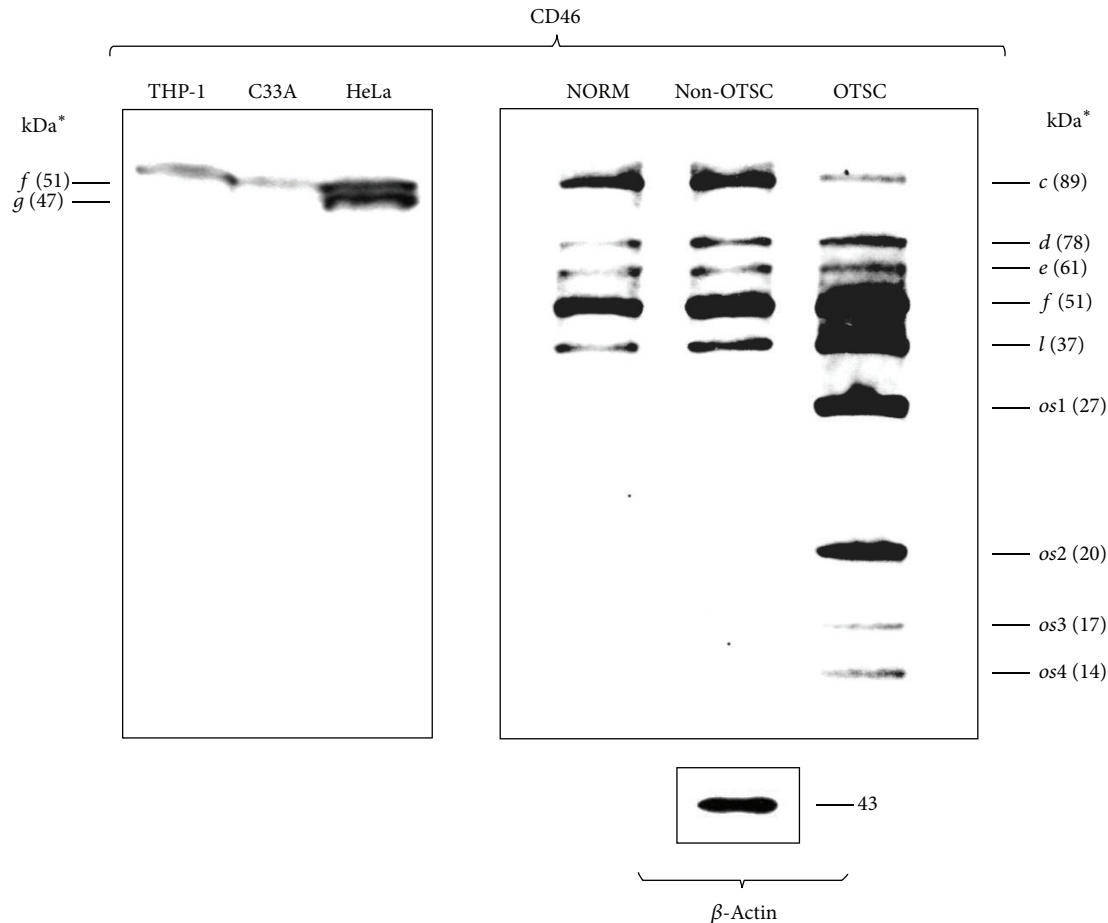 CD46
THP-1 C33A HeLa
NORM Non-OTSC OTSC
kDa*
kDa*
f (51)
g (47)
c (89)
d (78)
e (61)
f (51)
l (37)
os1 (27)
os2 (20)
os3 (17)
os4 (14)
43
β-Actin